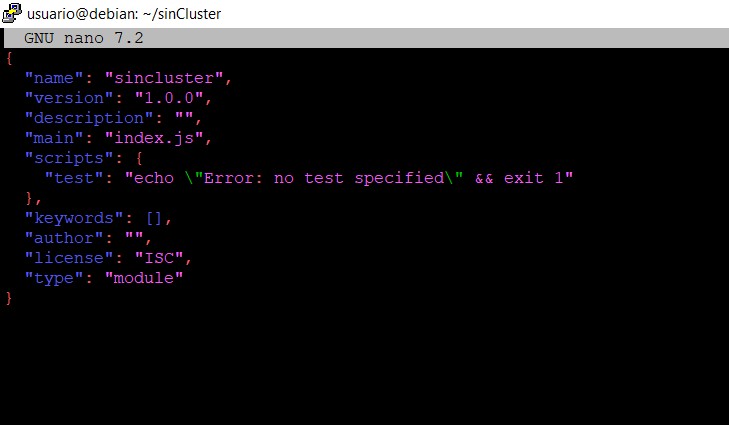 usuario@debian: ~/sinCluster
GNU nano 7.2
{
  "name": "sincluster",
  "version": "1.0.0",
  "description": "",
  "main": "index.js",
  "scripts": {
    "test": "echo \"Error: no test specified\" && exit 1"
  },
  "keywords": [],
  "author": "",
  "license": "ISC",
  "type": "module"
}